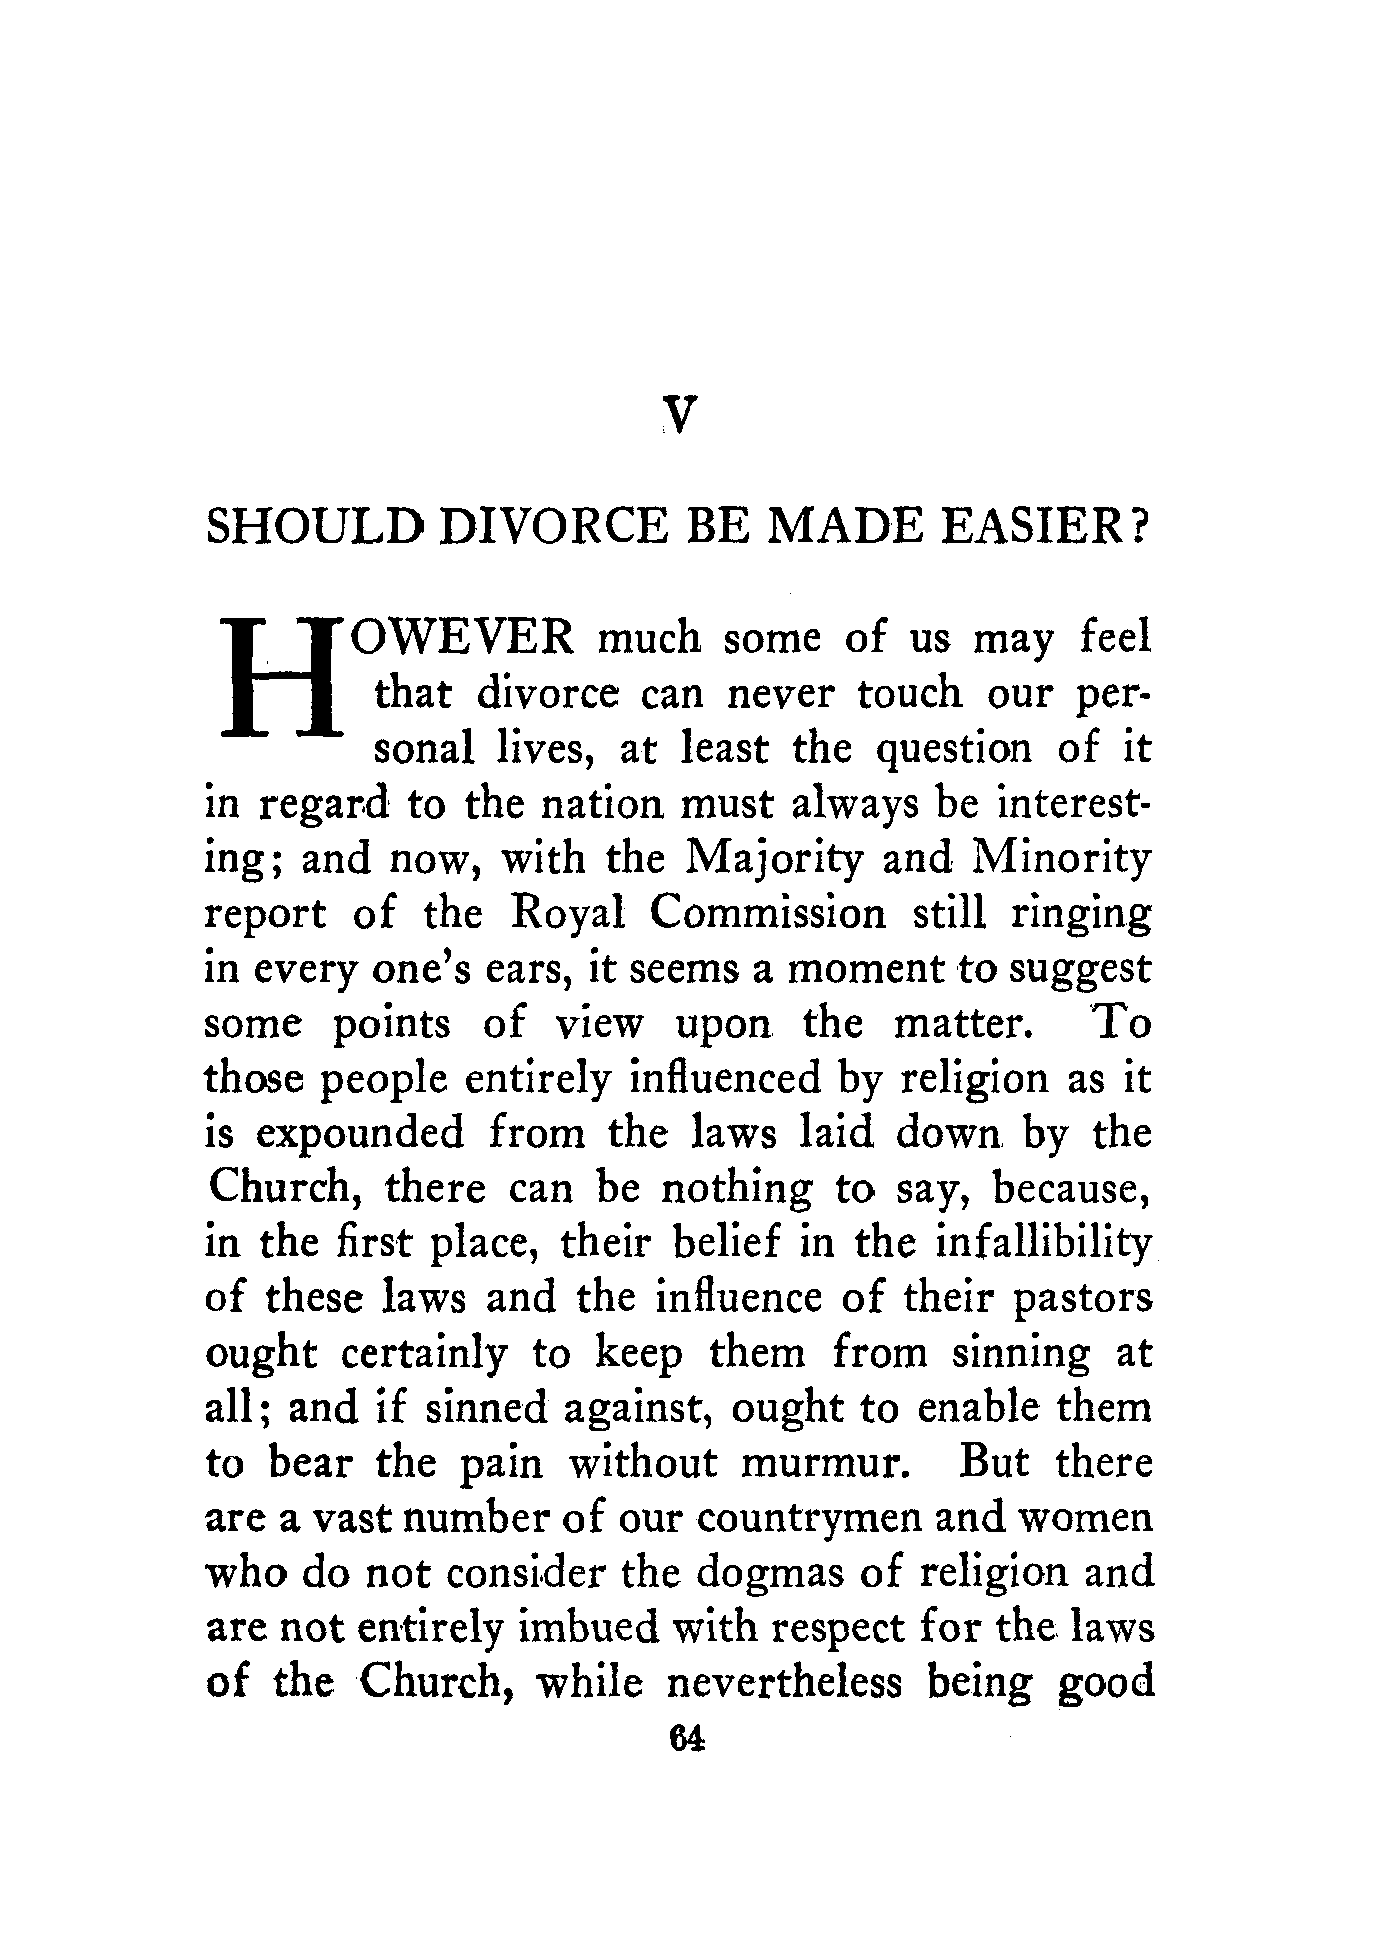 V
SHOULD DIVORCE BE MADE EASIER?
HOWEVER much some of us may feel
that divorce can never touch our per-
sonal lives, at least the question of it
in regard to the nation must always be interest-
ing; and now, with the Majority and Minority
report of the Royal Commission still ringing
in every one's ears, it seems a moment to suggest
some points of view upon the matter. To
those people entirely influenced by religion as it
is expounded from the laws laid down by the
Church, there can be nothing to say, because,
in the first place, their belief in the infallibility
of these laws and the influence of their pastors
ought certainly to keep them from sinning at
all; and if sinned against, ought to enable them
to bear the pain without murmur. But there
are a vast number of our countrymen and women
who do not consider the dogmas of religion and
are not entirely imbued with respect for the laws
of the Church, while nevertheless being good
64